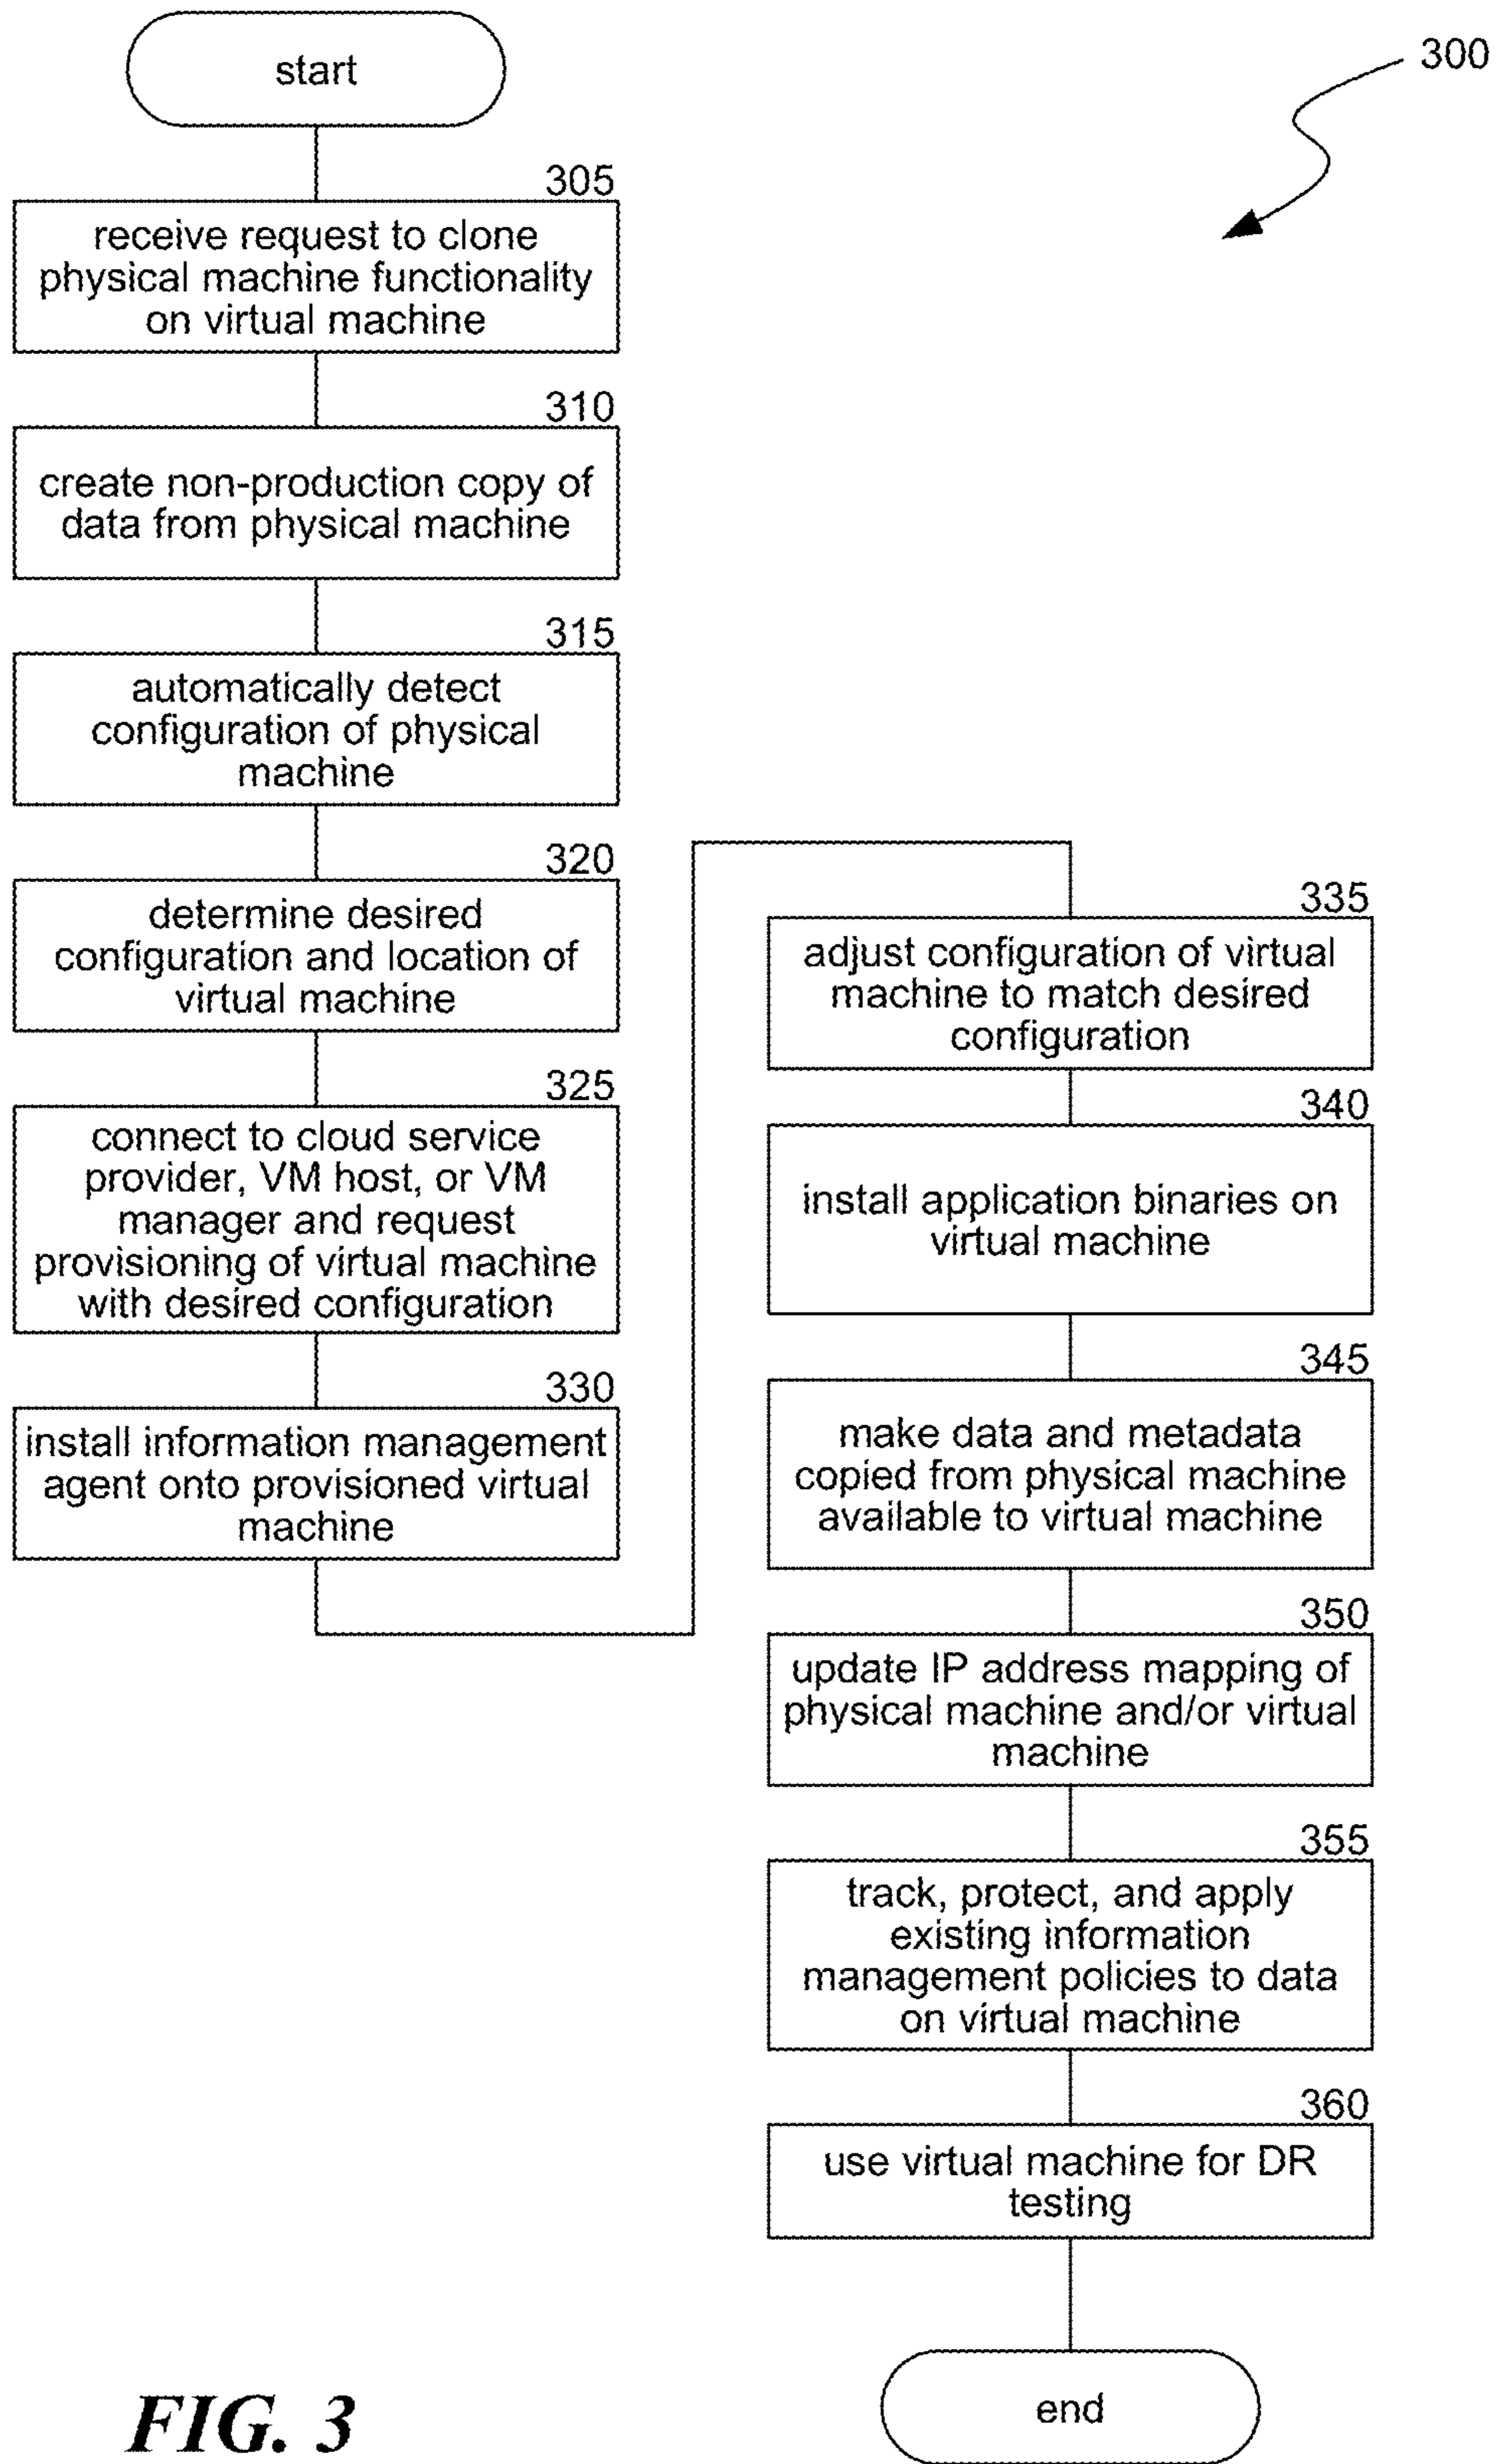 start
300
305
receive request to clone
physical machine functionality
on virtual machine
310
create non-production copy of
data from physical machine
315
automatically detect
configuration of physical
machine
320
determine desired
configuration and location of
virtual machine
325
connect to cloud service
provider, VM host, or VM
manager and request
provisioning of virtual machine
with desired configuration
330
install information management
agent onto provisioned virtual
machine
335
adjust configuration of virtual
machine to match desired
configuration
340
install application binaries on
virtual machine
345
make data and metadata
copied from physical machine
available to virtual machine
350
update IP address mapping of
physical machine and/or virtual
machine
355
track, protect, and apply
existing information
management policies to data
on virtual machine
360
use virtual machine for DR
testing
end
FIG. 3